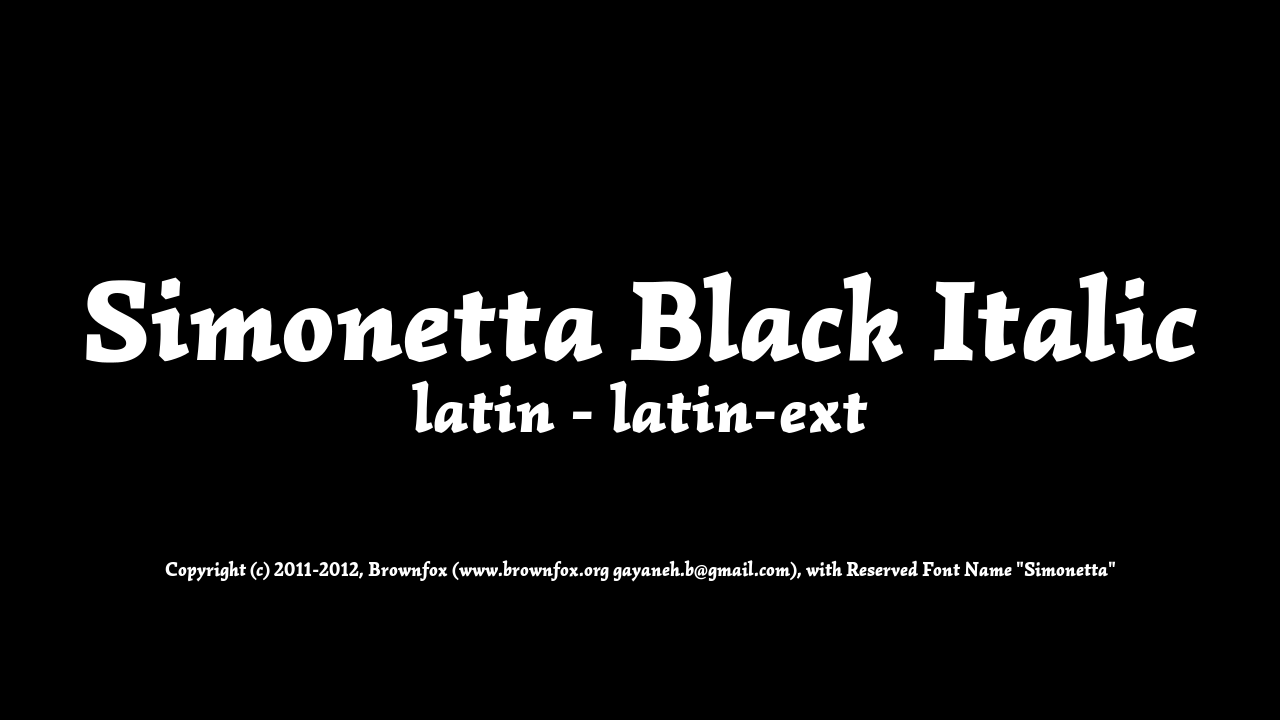 Simonetta Black Italic
latin - latin-ext
Copyright (c) 2011-2012, Brownfox (www.brownfox.org gayaneh.b@gmail.com), with Reserved Font Name "Simonetta"